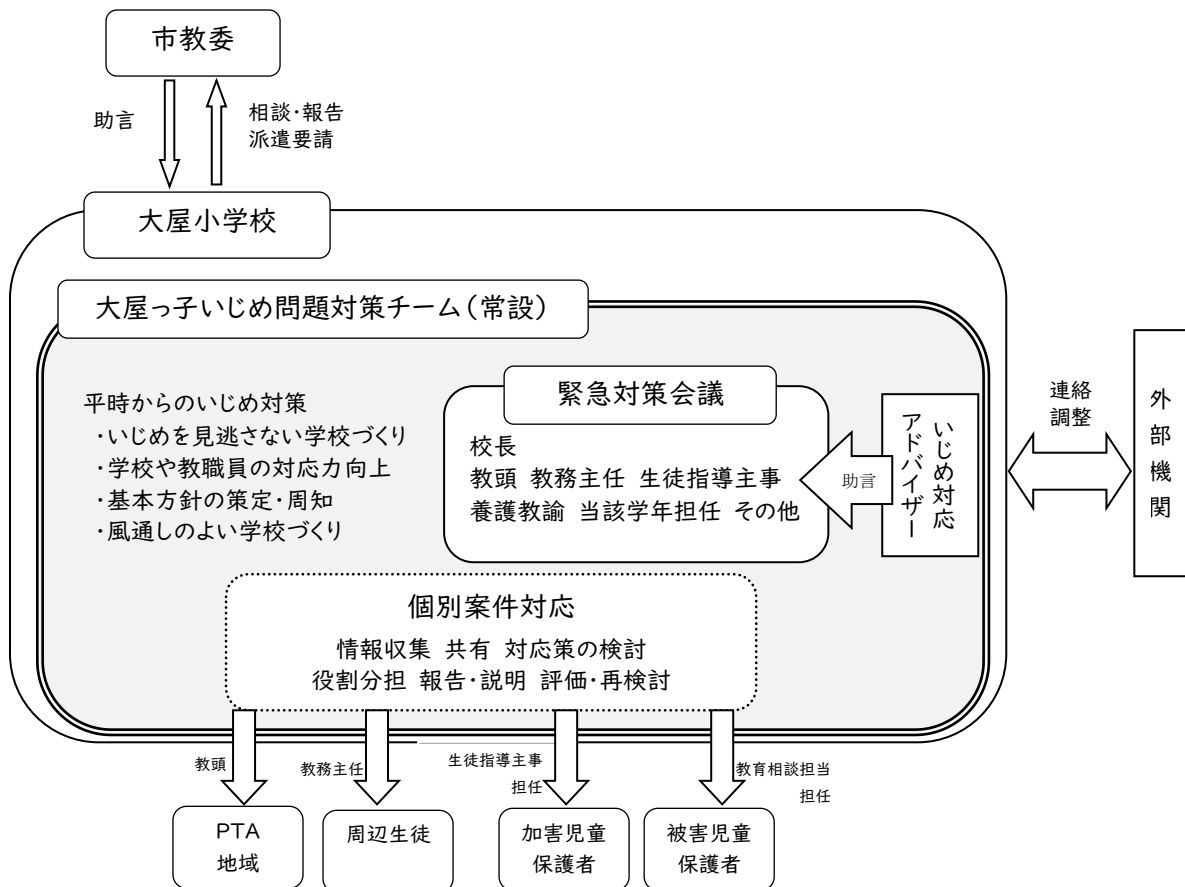 市教委
助言
相談・報告
派遣要請
大屋小学校
大屋っ子いじめ問題対策チーム(常設)
平時からのいじめ対策
・いじめを見逃さない学校づくり
・学校や教職員の対応力向上
・基本方針の策定・周知
・風通しのよい学校づくり
緊急対策会議
校長
教頭 教務主任 生徒指導主事
養護教諭 当該学年担任 その他
助言
いじめ対応
アドバイザー
連絡
調整
外部機関
個別案件対応
情報収集 共有 対応策の検討
役割分担 報告・説明 評価・再検討
教頭
教務主任
生徒指導主事
担任
教育相談担当
担任
PTA
地域
周辺生徒
加害児童
保護者
被害児童
保護者